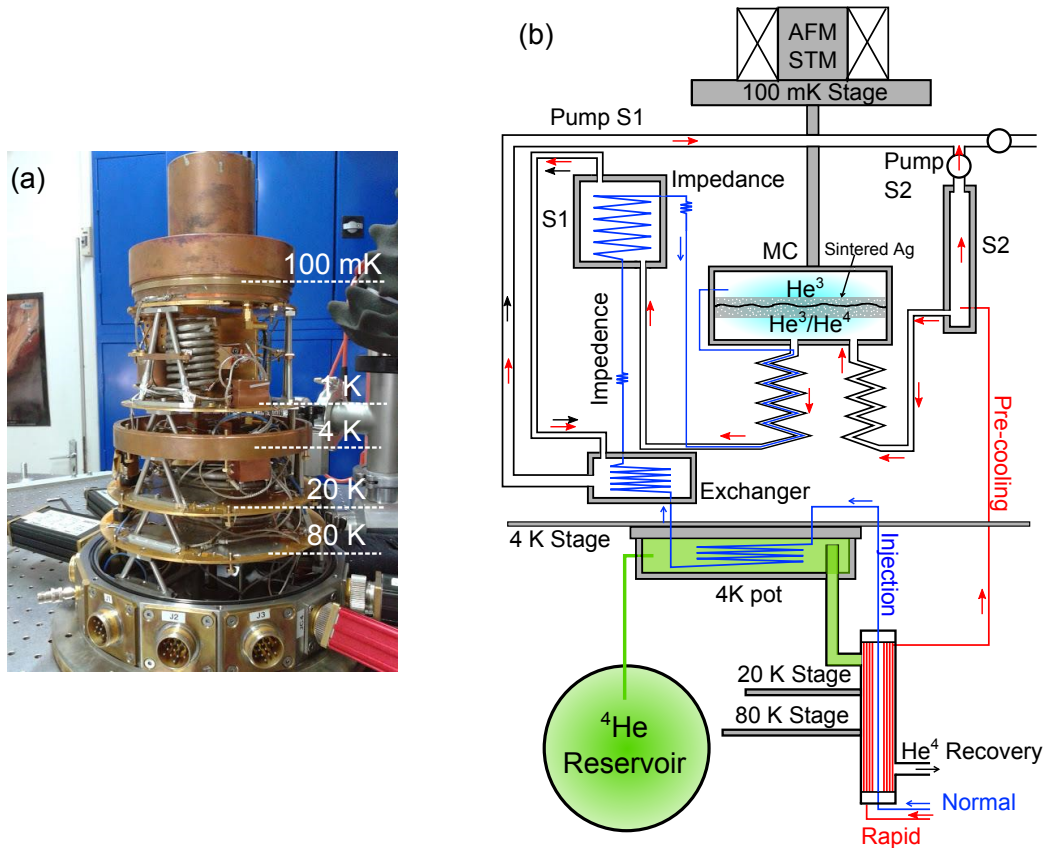 (a)
100 mK
1 K
4 K
20 K
80 K
J2
J3
(b)
AFM
STM
100 mK Stage
Pump S1
Pump
S2
Impedance
S1
S2
MC
Sintered Ag
He³
He³/He⁴
Impedence
Pre-cooling
Exchanger
4 K Stage
Injection
4K pot
⁴He
Reservoir
20 K Stage
80 K Stage
He⁴ Recovery
Normal
Rapid